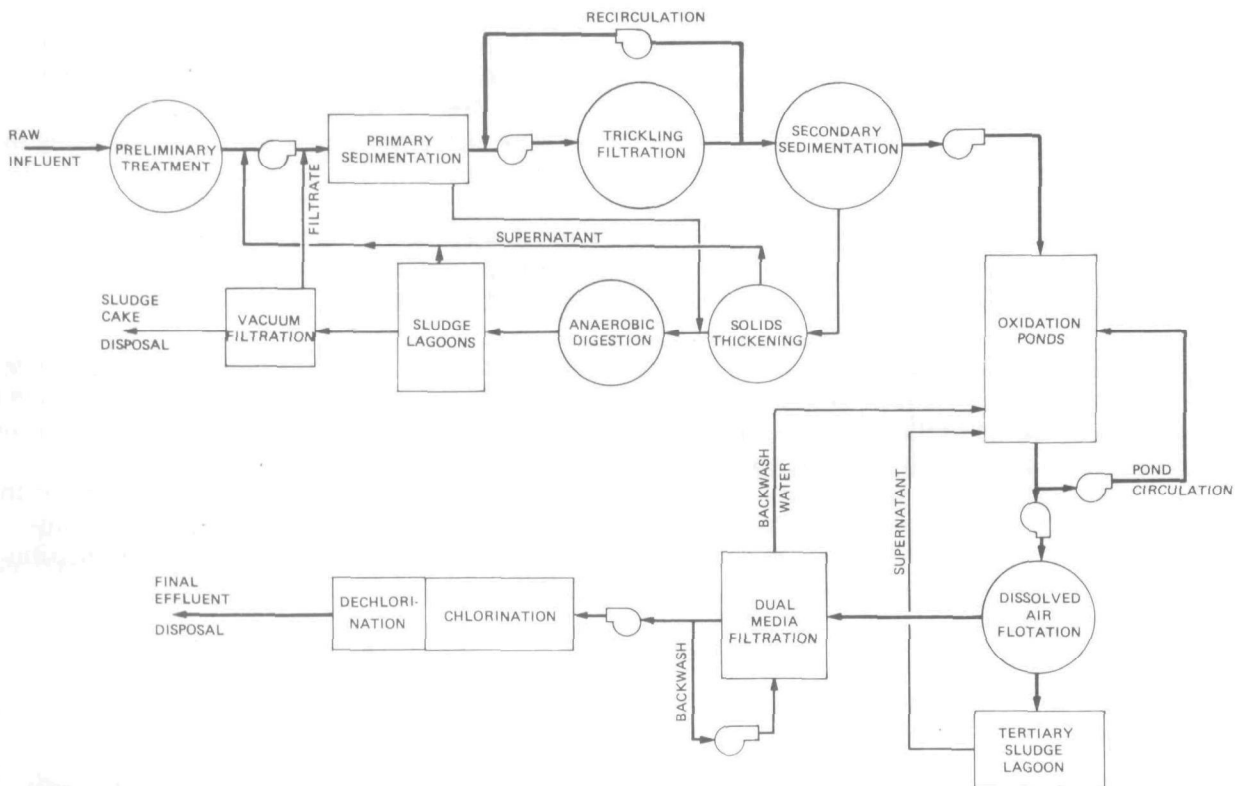 RECIRCULATION
RAW
INFLUENT
PRELIMINARY
TREATMENT
PRIMARY
SEDIMENTATION
TRICKLING
FILTRATION
SECONDARY
SEDIMENTATION
FILTRATE
SUPERNATANT
SLUDGE
CAKE
DISPOSAL
VACUUM
FILTRATION
SLUDGE
LAGOONS
ANAEROBIC
DIGESTION
SOLIDS
THICKENING
OXIDATION
PONDS
BACKWASH
WATER
SUPERNATANT
POND
CIRCULATION
FINAL
EFFLUENT
DISPOSAL
DECHLORI-
NATION
CHLORINATION
DUAL
MEDIA
FILTRATION
DISSOLVED
AIR
FLOTATION
BACKWASH
TERTIARY
SLUDGE
LAGOON